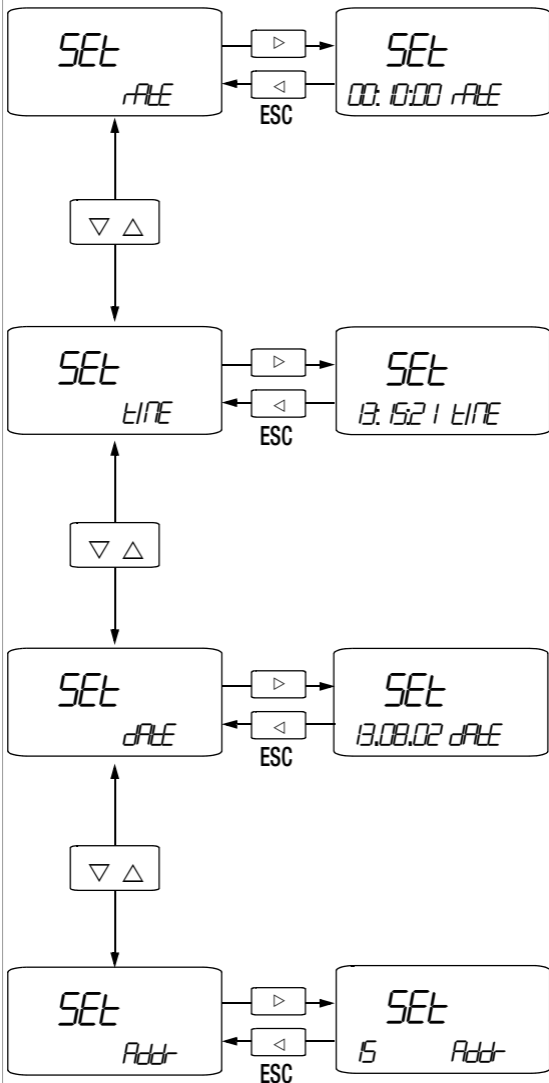 SEt
rAtE
SEt
00:10:00 rAtE
ESC
SEt
tIME
SEt
13:15:21 tIME
ESC
SEt
dAtE
SEt
13.08.02 dAtE
ESC
SEt
Addr
SEt
15 Addr
ESC